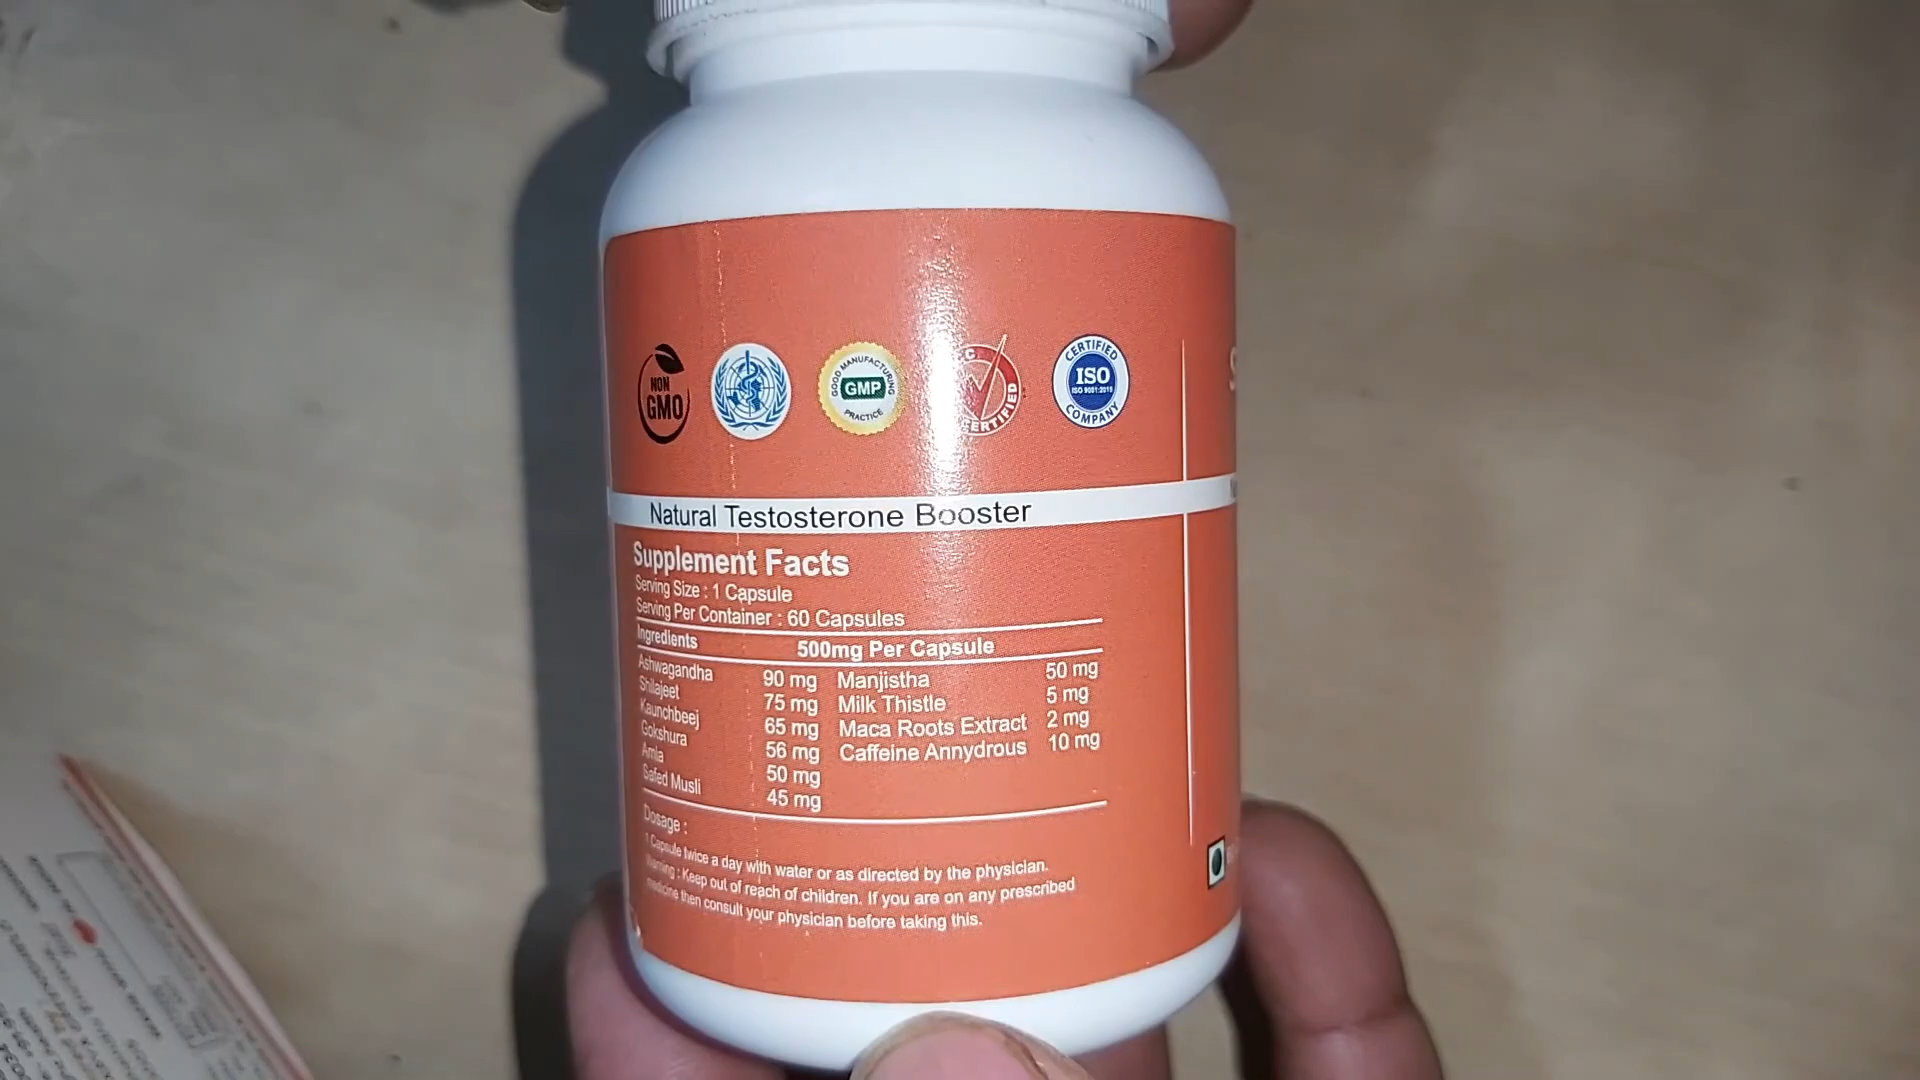 NON
GMO
GOOD MANUFACTURING
GMP
PRACTICE
CERTIFIED
CERTIFIED
ISO
ISO 9001:2015
COMPANY
Natural Testosterone Booster
Supplement Facts
Serving Size : 1 Capsule
Serving Per Container : 60 Capsules
Ingredients 500mg Per Capsule
Ashwagandha 90 mg Manjistha 50 mg
Shilajeet 75 mg Milk Thistle 5 mg
Kaunchbeej 65 mg Maca Roots Extract 2 mg
Gokshura 56 mg Caffeine Annydrous 10 mg
Amla 50 mg
Safed Musli 45 mg
Dosage :
1 Capsule twice a day with water or as directed by the physician.
Warning : Keep out of reach of children. If you are on any prescribed
medicine then consult your physician before taking this.